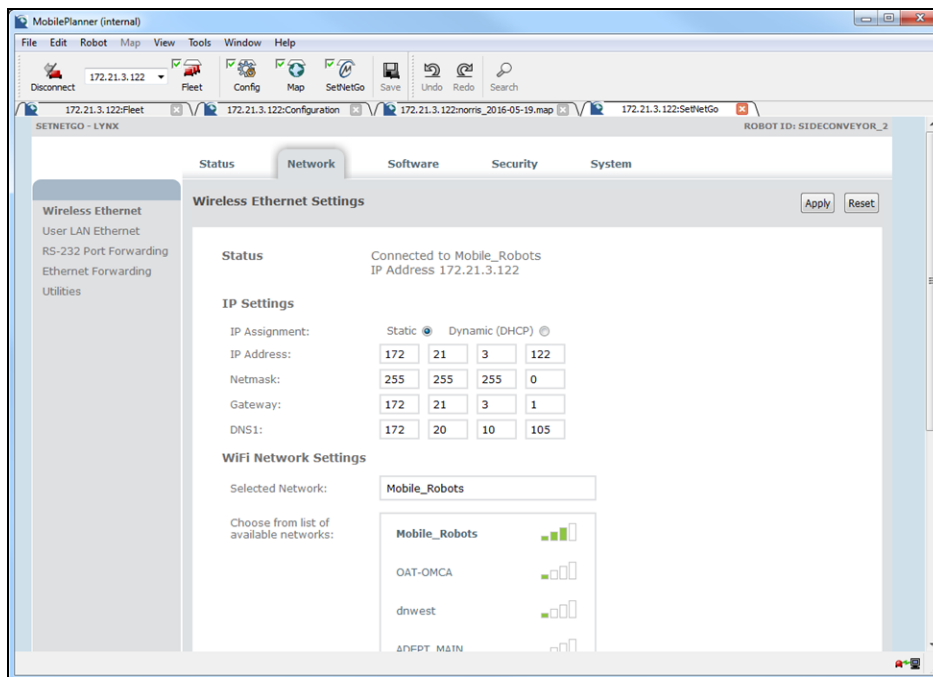 MobilePlanner (internal)
File Edit Robot Map View Tools Window Help
172.21.3.122
Disconnect Fleet Config Map SetNetGo Save Undo Redo Search
172.21.3.122:Fleet 172.21.3.122:Configuration 172.21.3.122:norris_2016-05-19.map 172.21.3.122:SetNetGo
SETNETGO - LYNX ROBOT ID: SIDECONVEYOR_2
Status Network Software Security System
Wireless Ethernet Settings Apply Reset
Wireless Ethernet
User LAN Ethernet
RS-232 Port Forwarding
Ethernet Forwarding
Utilities
Status Connected to Mobile_Robots
IP Address 172.21.3.122
IP Settings
IP Assignment: Static Dynamic (DHCP)
IP Address: 172 21 3 122
Netmask: 255 255 255 0
Gateway: 172 21 3 1
DNS1: 172 20 10 105
WiFi Network Settings
Selected Network: Mobile_Robots
Choose from list of
available networks:
Mobile_Robots
OAT-OMCA
dnwest
ADEPT_MAIN